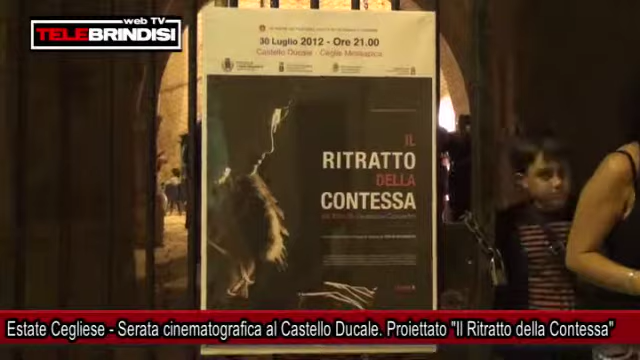 web TV
TELEBRINDISI
30 Luglio 2012 - Ore 21.00
Castello Ducale - Ceglie Messapica
IL
RITRATTO
DELLA
CONTESSA
Estate Cegliese - Serata cinematografica al Castello Ducale. Proiettato "Il Ritratto della Contessa"